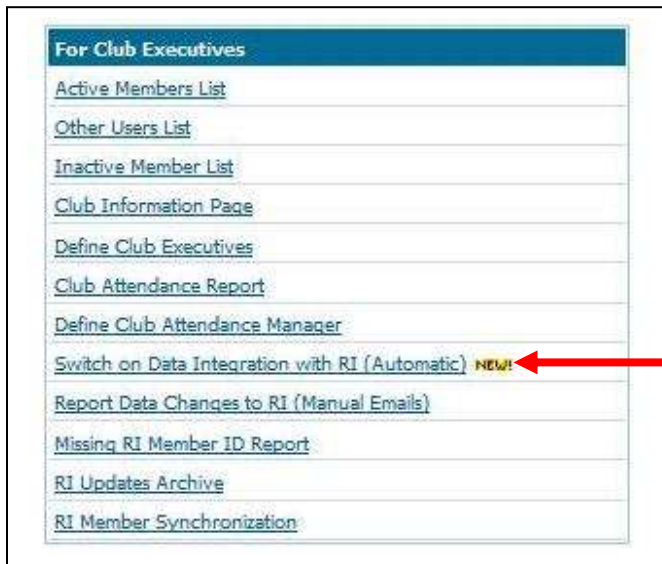 For Club Executives
Active Members List
Other Users List
Inactive Member List
Club Information Page
Define Club Executives
Club Attendance Report
Define Club Attendance Manager
Switch on Data Integration with RI (Automatic) NEW!
Report Data Changes to RI (Manual Emails)
Missing RI Member ID Report
RI Updates Archive
RI Member Synchronization